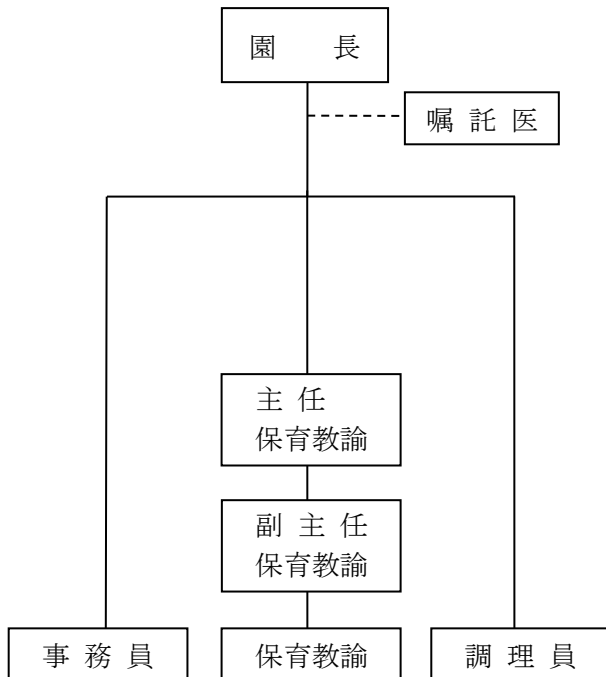 園　　長
嘱 託 医
主 任
保育教諭
副 主 任
保育教諭
事 務 員
保育教諭
調 理 員